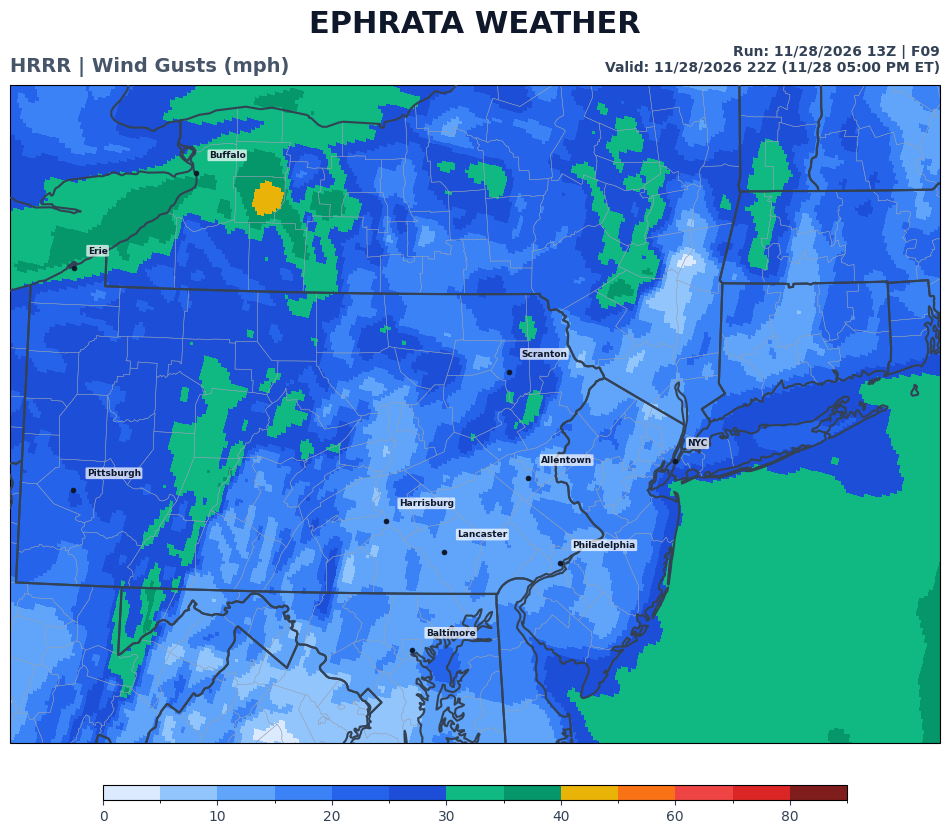 EPHRATA WEATHER
HRRR | Wind Gusts (mph)
Run: 11/28/2026 13Z | F09
Valid: 11/28/2026 22Z (11/28 05:00 PM ET)
Buffalo
Erie
Scranton
NYC
Allentown
Pittsburgh
Harrisburg
Lancaster
Philadelphia
Baltimore
0 10 20 30 40 50 60 70 80